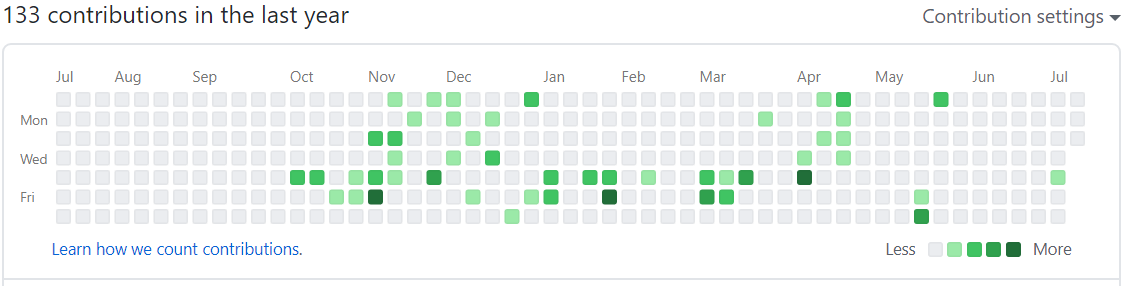 133 contributions in the last year
Contribution settings
Jul Aug Sep Oct Nov Dec Jan Feb Mar Apr May Jun Jul
Mon
Wed
Fri
Learn how we count contributions.
Less More